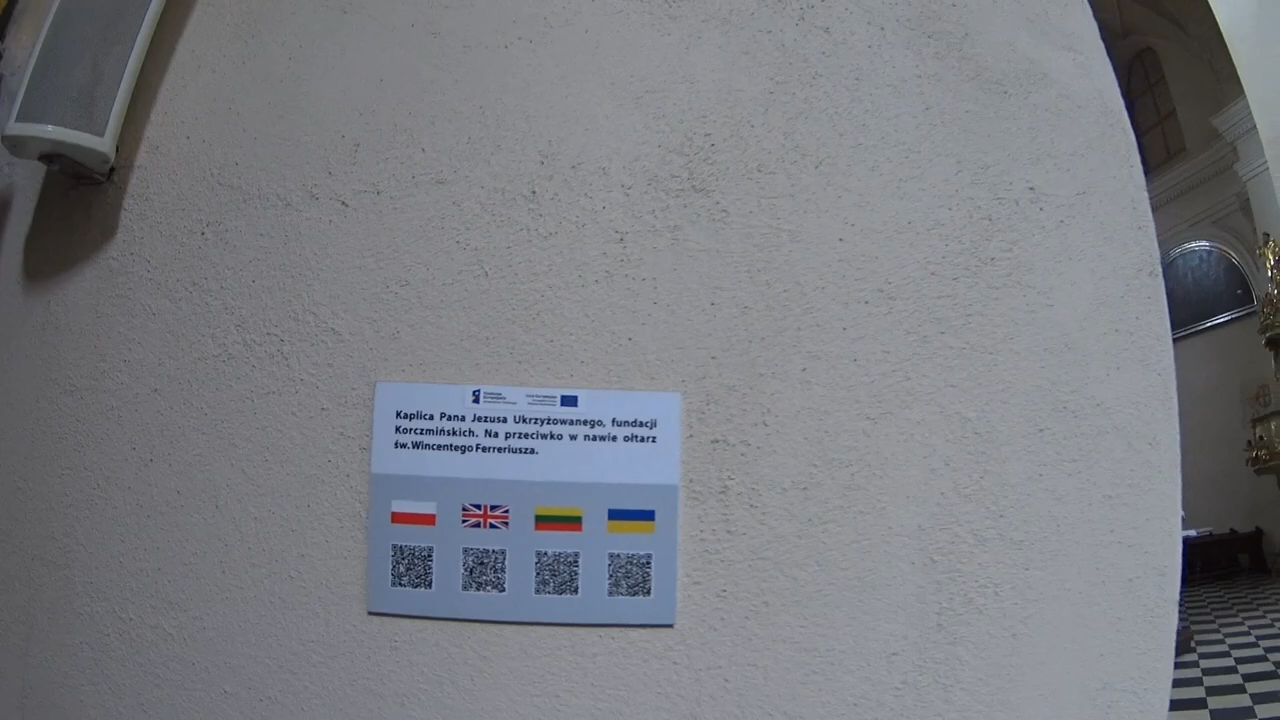 Kaplica Pana Jezusa Ukrzyżowanego, fundacji
Korczmińskich. Na przeciwko w nawie ołtarz
św. Wincentego Ferreriusza.